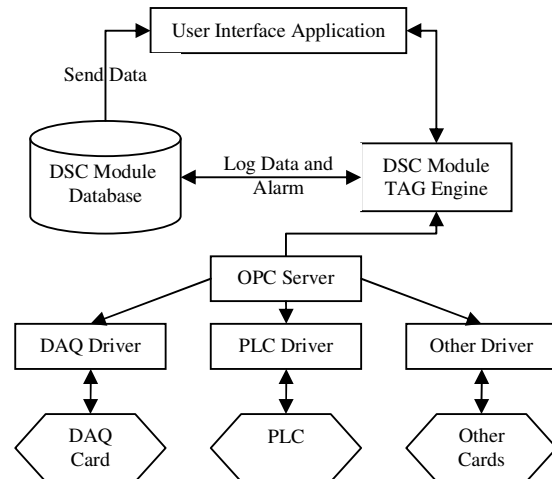 User Interface Application
Send Data
DSC Module
Database
Log Data and
Alarm
DSC Module
TAG Engine
OPC Server
DAQ Driver
PLC Driver
Other Driver
DAQ
Card
PLC
Other
Cards